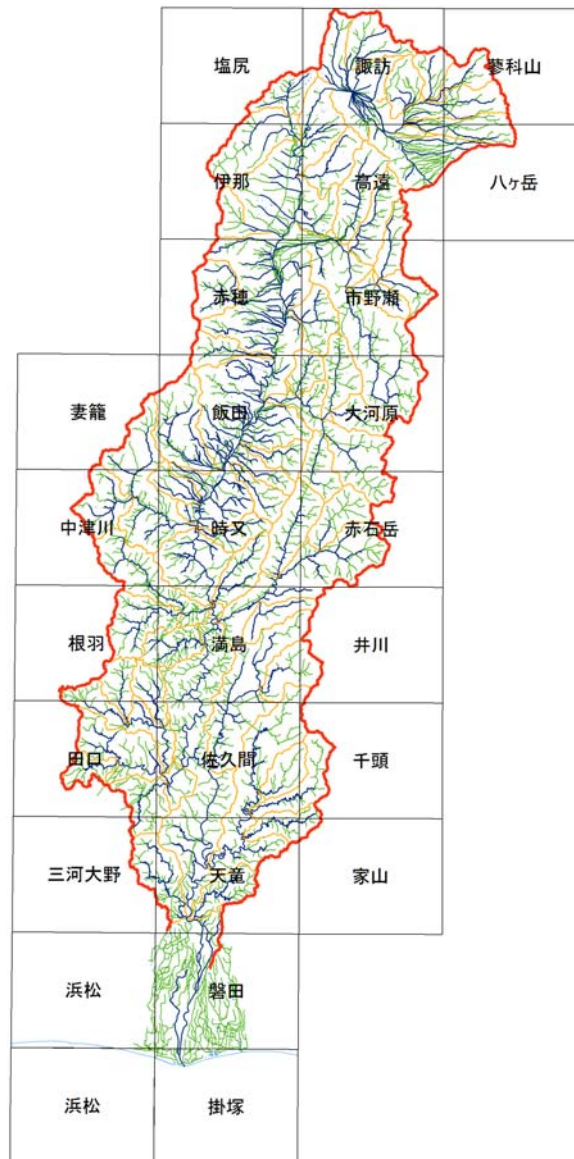 塩尻
諏訪
蓼科山
伊那
高遠
八ヶ岳
赤穂
市野瀬
妻籠
飯田
大河原
中津川
時又
赤石岳
根羽
満島
井川
田口
佐久間
千頭
三河大野
天竜
家山
浜松
磐田
浜松
掛塚